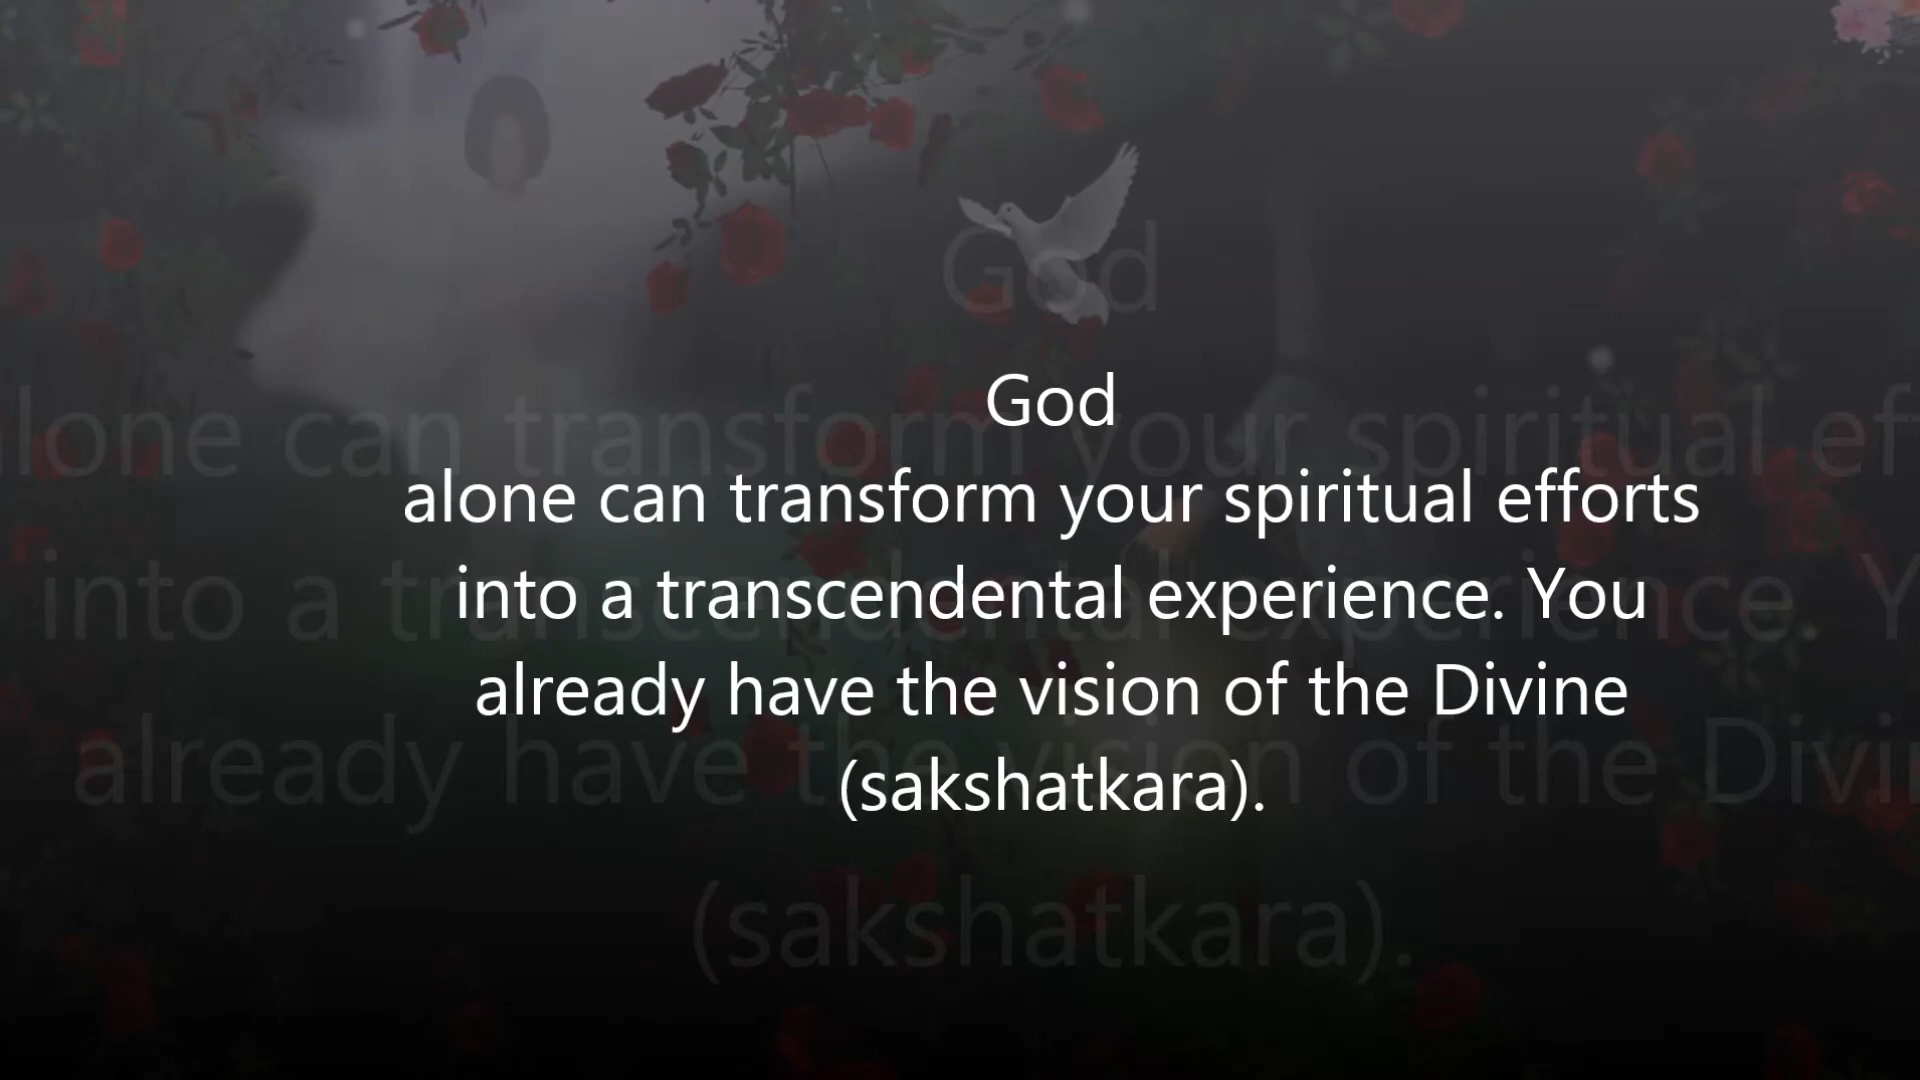 God
alone can transform your spiritual efforts
into a transcendental experience. You
already have the vision of the Divine
(sakshatkara).